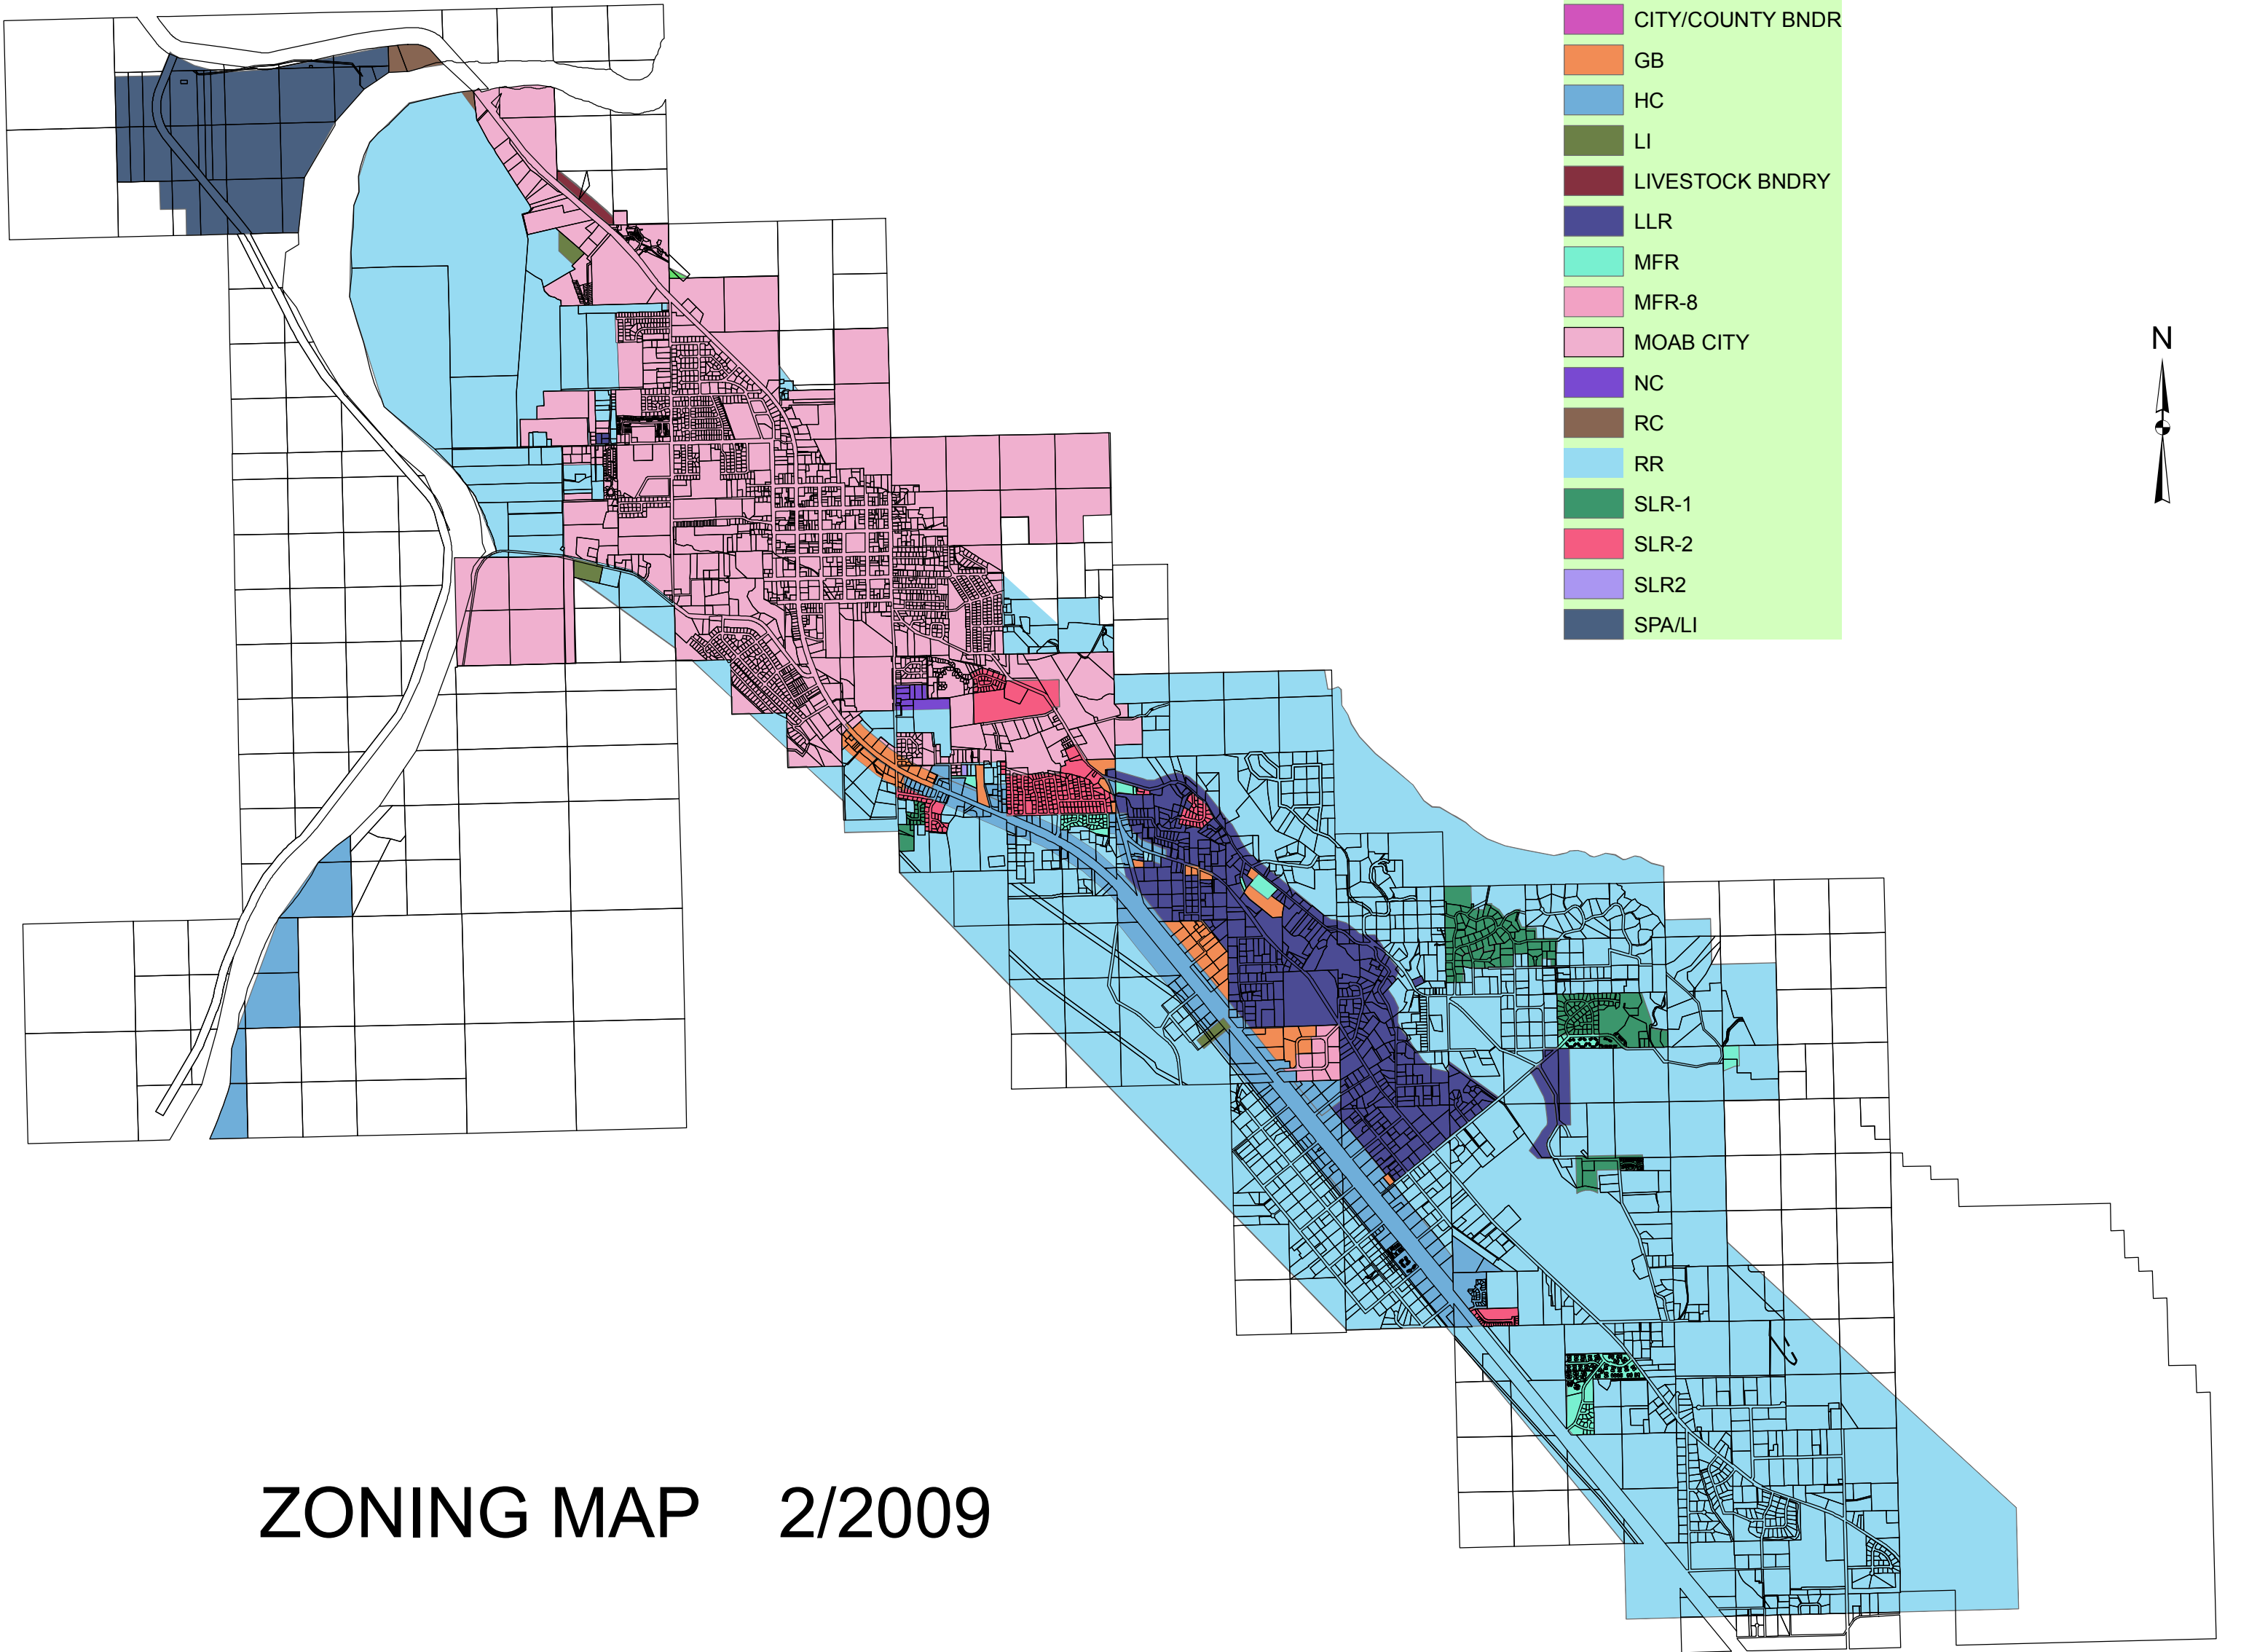 CITY/COUNTY BNDR
GB
HC
LI
LIVESTOCK BNDRY
LLR
MFR
MFR-8
MOAB CITY
NC
RC
RR
SLR-1
SLR-2
SLR2
SPA/LI
N
ZONING MAP 2/2009